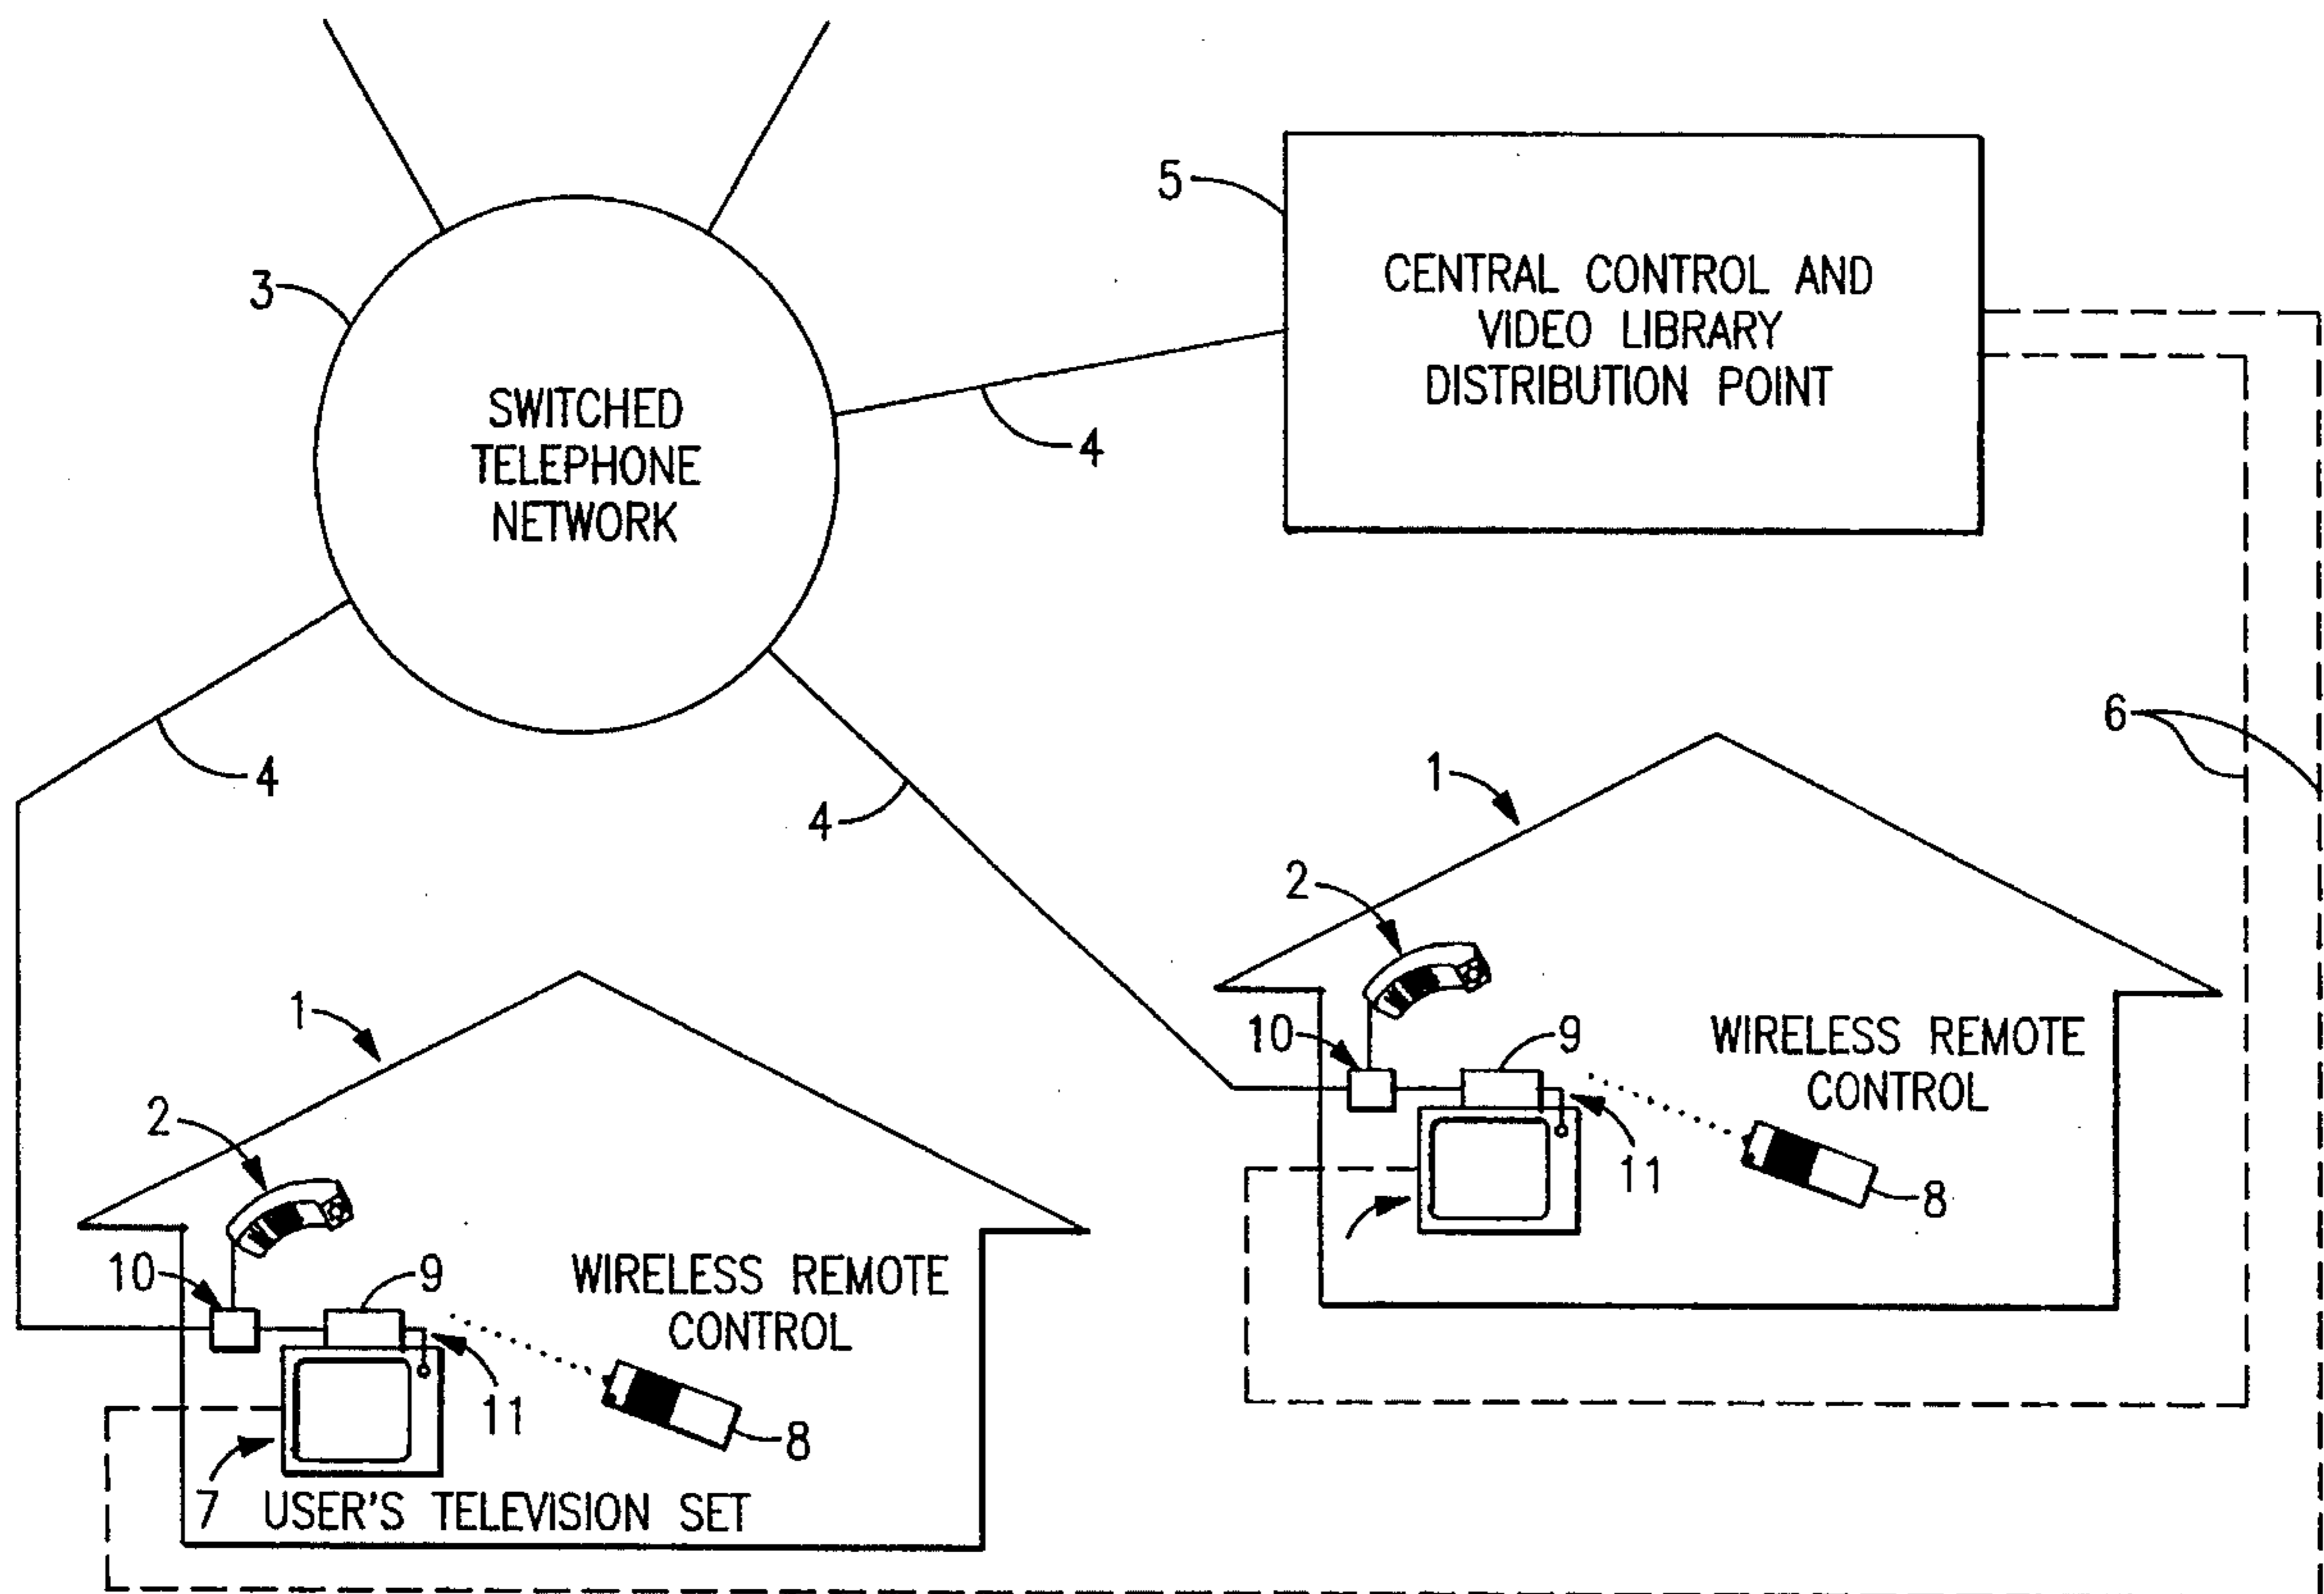 3
SWITCHED
TELEPHONE
NETWORK
5
CENTRAL CONTROL AND
VIDEO LIBRARY
DISTRIBUTION POINT
4
4
4
6
1
2
10
9
WIRELESS REMOTE
CONTROL
11
8
1
2
10
9
WIRELESS REMOTE
CONTROL
11
8
7 USER'S TELEVISION SET